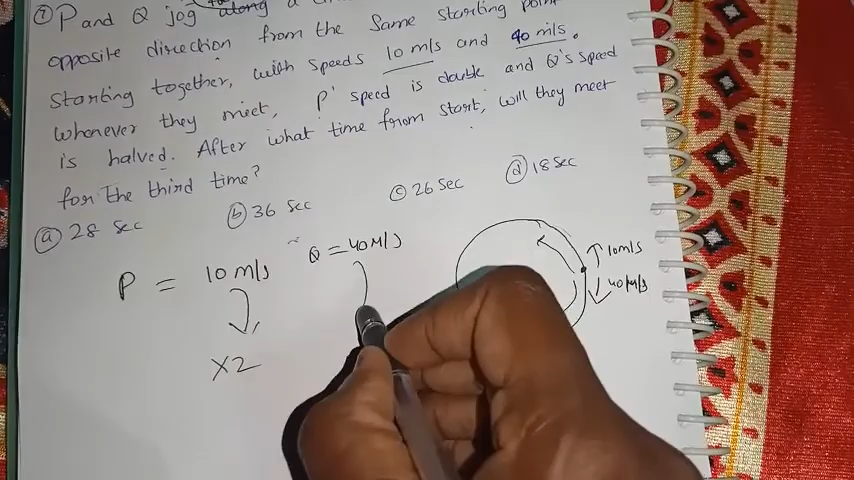 ⑦ P and Q jog along a
opposite direction from the same starting point
starting together, with speeds 10 m/s and 40 m/s.
whenever they meet, P' speed is double and Q's speed
is halved. After what time from start, will they meet
for the third time?
ⓐ 28 sec ⓑ 36 sec ⓒ 26 sec ⓓ 18 sec
P = 10 m/s Q = 40 M/S
×2
10 m/s
40 M/s